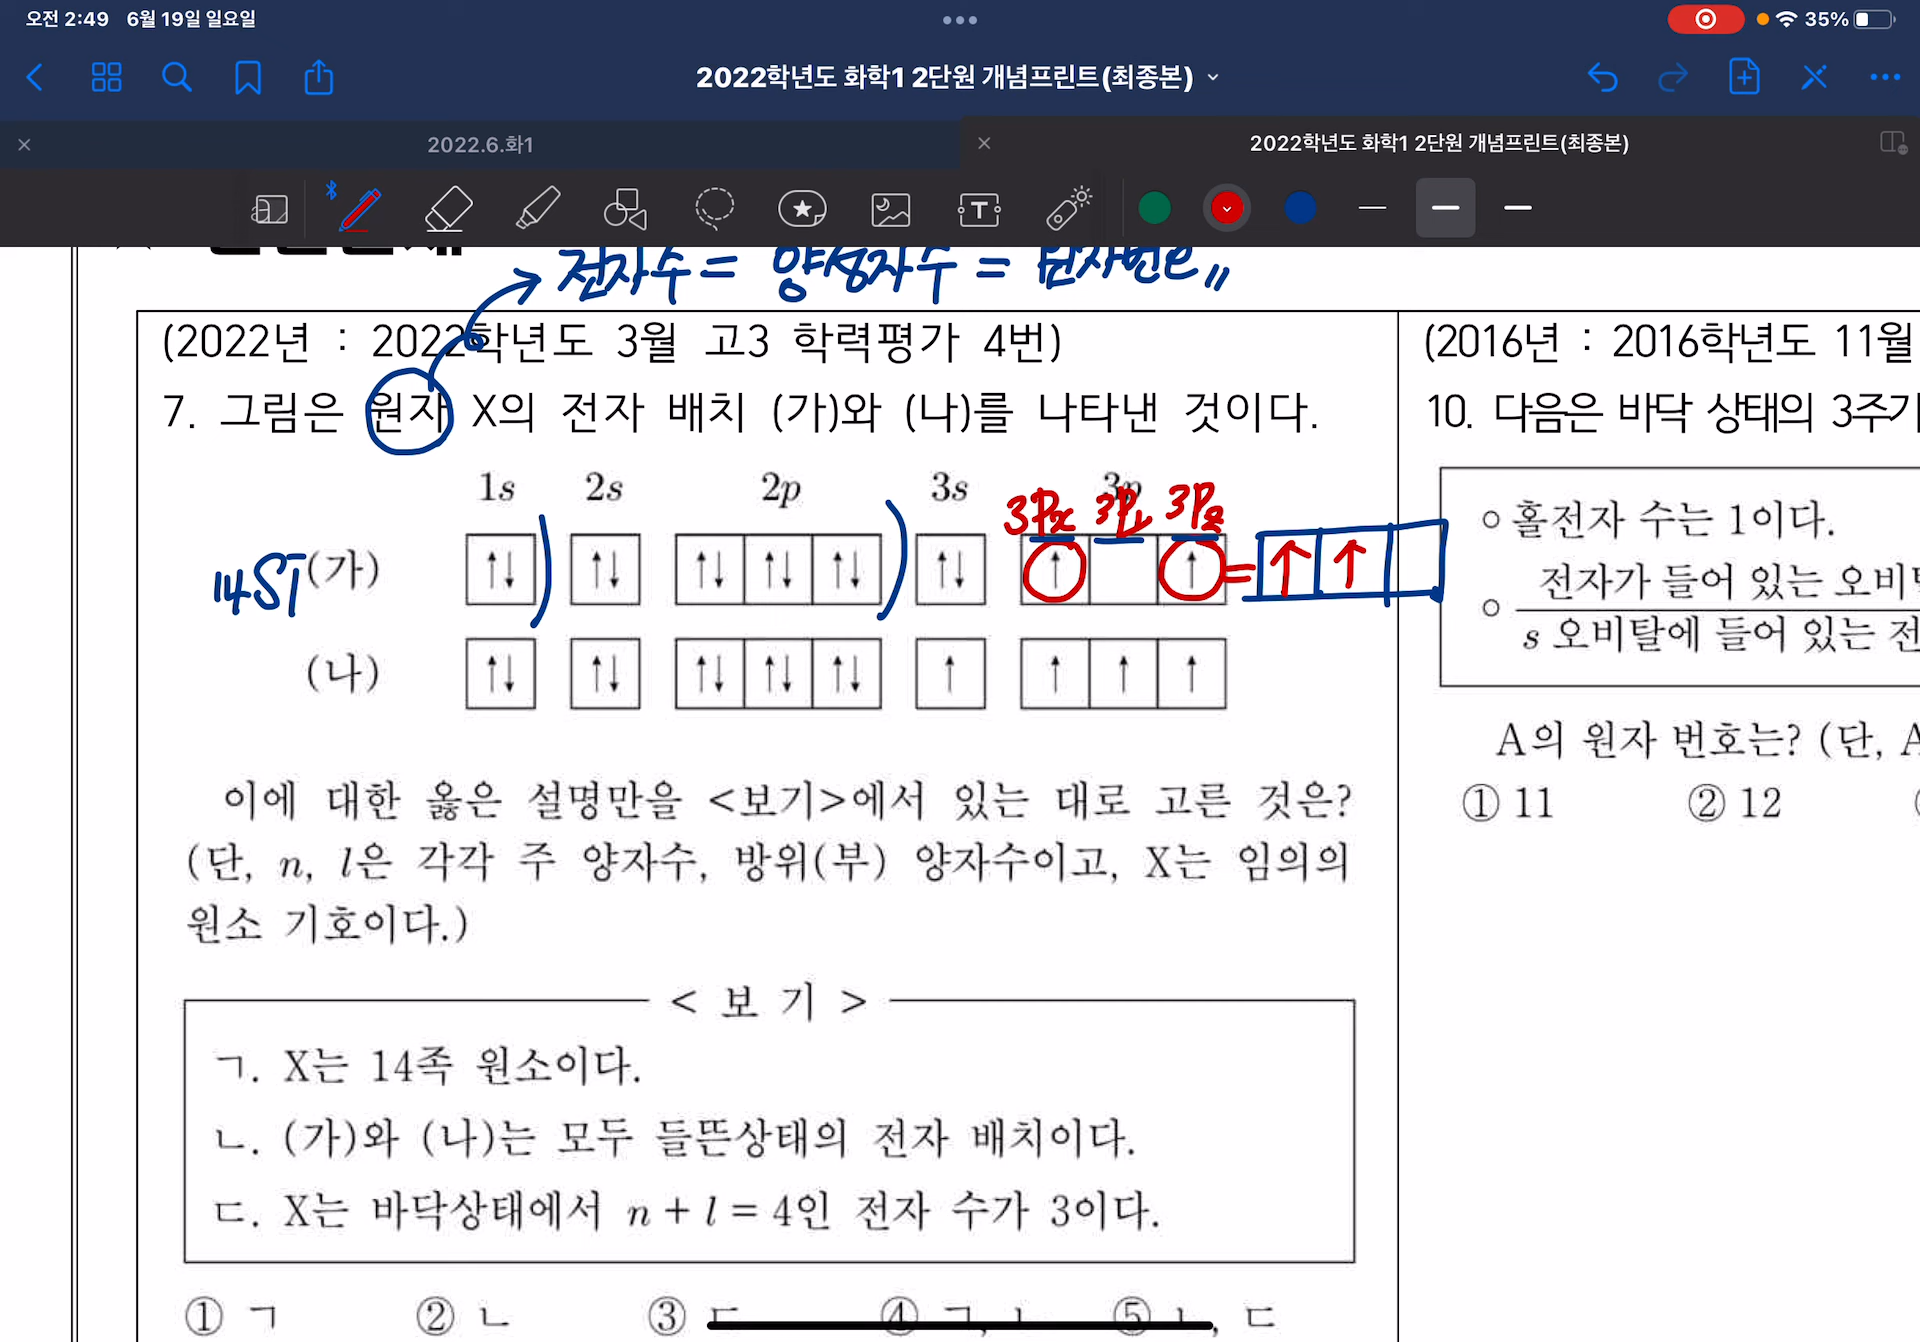 오전 2:49 6월 19일 일요일
35%
2022학년도 화학1 2단원 개념프린트(최종본)
2022.6.화1
2022학년도 화학1 2단원 개념프린트(최종본)
전자수 = 양성자수 =
(2022년 : 2022학년도 3월 고3 학력평가 4번)
7. 그림은 원자 X의 전자 배치 (가)와 (나)를 나타낸 것이다.
1s 2s 2p 3s 3p
3Px 3Py 3Pz
14Si (가) ↑↓ ↑↓ ↑↓ ↑↓ ↑↓ ↑↓ ↑ ↑ = ↑ ↑
(나) ↑↓ ↑↓ ↑↓ ↑↓ ↑↓ ↑ ↑ ↑ ↑
이에 대한 옳은 설명만을 <보기>에서 있는 대로 고른 것은?
(단, n, l은 각각 주 양자수, 방위(부) 양자수이고, X는 임의의
원소 기호이다.)
< 보 기 >
ㄱ. X는 14족 원소이다.
ㄴ. (가)와 (나)는 모두 들뜬상태의 전자 배치이다.
ㄷ. X는 바닥상태에서 n + l = 4인 전자 수가 3이다.
① ㄱ ② ㄴ ③ ㄷ ④ ㄱ, ㄴ ⑤ ㄴ, ㄷ
(2016년 : 2016학년도 11월
10. 다음은 바닥 상태의 3주기
○ 홀전자 수는 1이다.
○ 전자가 들어 있는
s 오비탈에 들어 있는
A의 원자 번호는? (단, A
① 11 ② 12